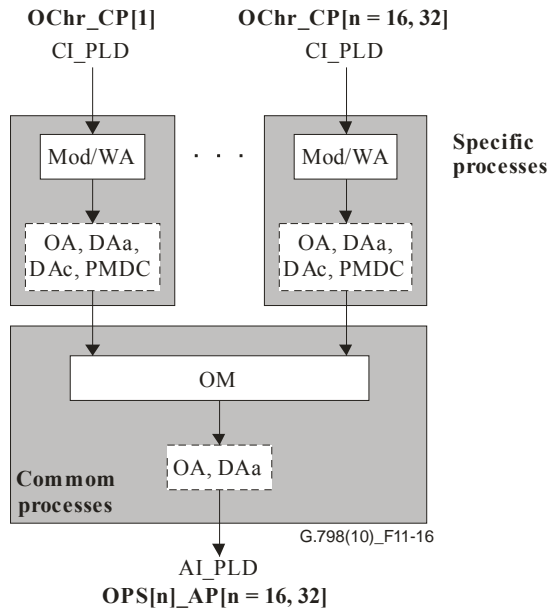 OChr_CP[1]
OChr_CP[n = 16, 32]
CI_PLD
CI_PLD
Specific
processes
Mod/WA
. . .
Mod/WA
OA, DAa,
DAc, PMDC
OA, DAa,
DAc, PMDC
OM
OA, DAa
Commom
processes
G.798(10)_F11-16
AI_PLD
OPS[n]_AP[n = 16, 32]